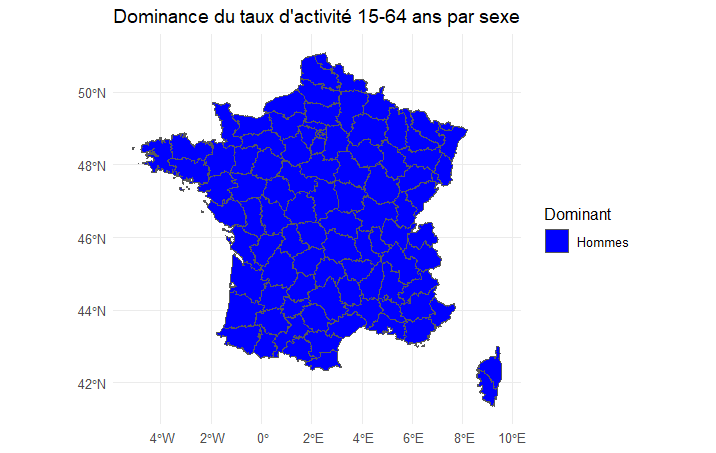 Dominance du taux d'activité 15-64 ans par sexe
50°N
48°N
46°N
44°N
42°N
4°W 2°W 0° 2°E 4°E 6°E 8°E 10°E
Dominant
Hommes